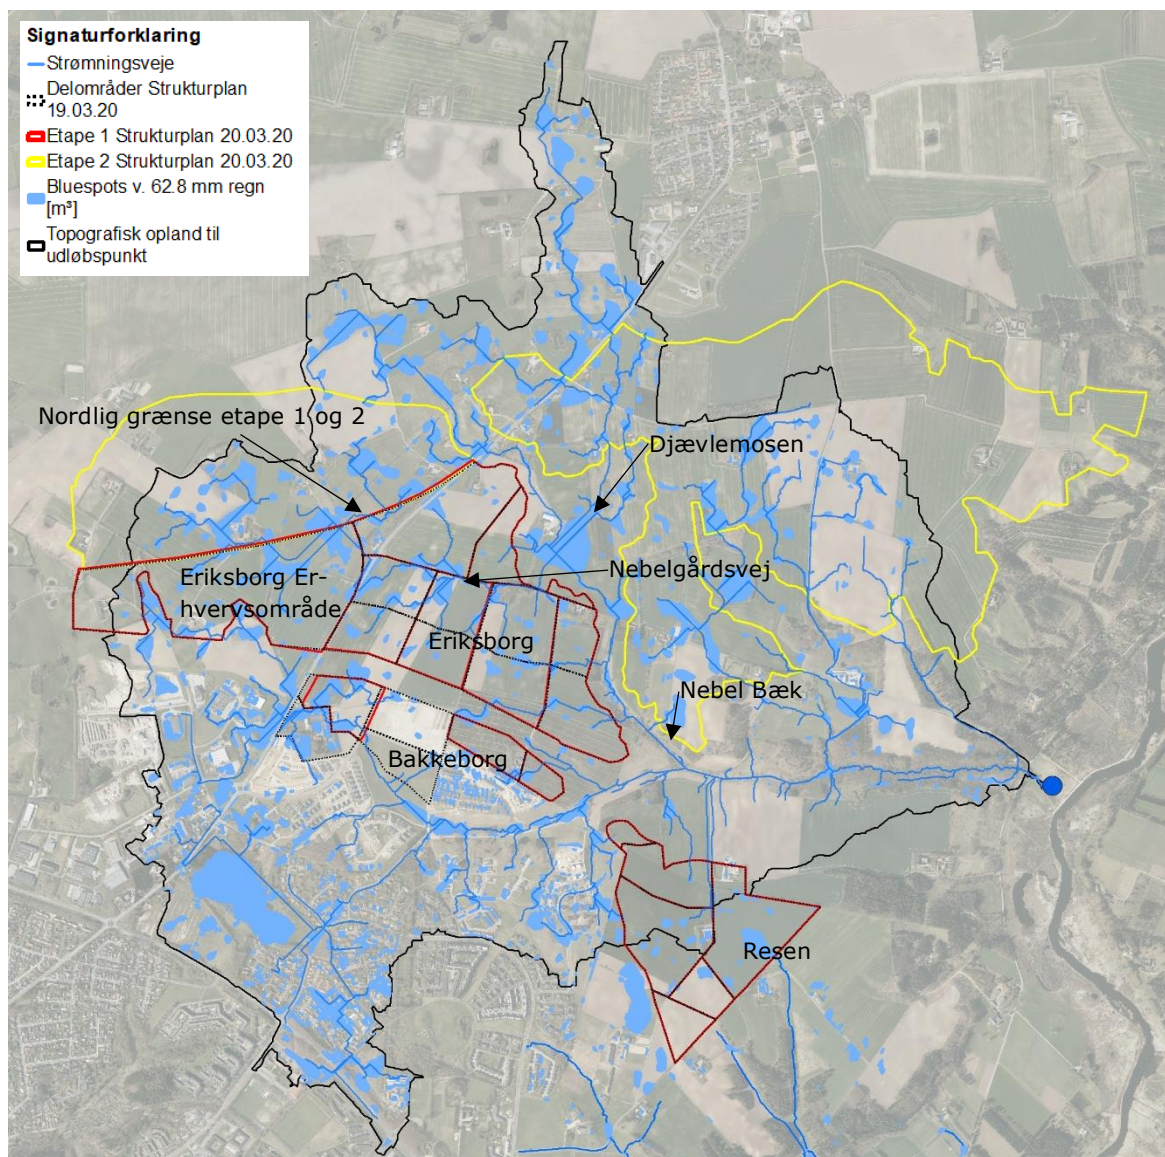 Signaturforklaring
Strømningsveje
Delområder Strukturplan
19.03.20
Etape 1 Strukturplan 20.03.20
Etape 2 Strukturplan 20.03.20
Bluespots v. 62.8 mm regn
[m³]
Topografisk opland til
udløbspunkt
Nordlig grænse etape 1 og 2
Djævlemosen
Nebelgårdsvej
Eriksborg Er-
hvervsområde
Eriksborg
Nebel Bæk
Bakkeborg
Resen